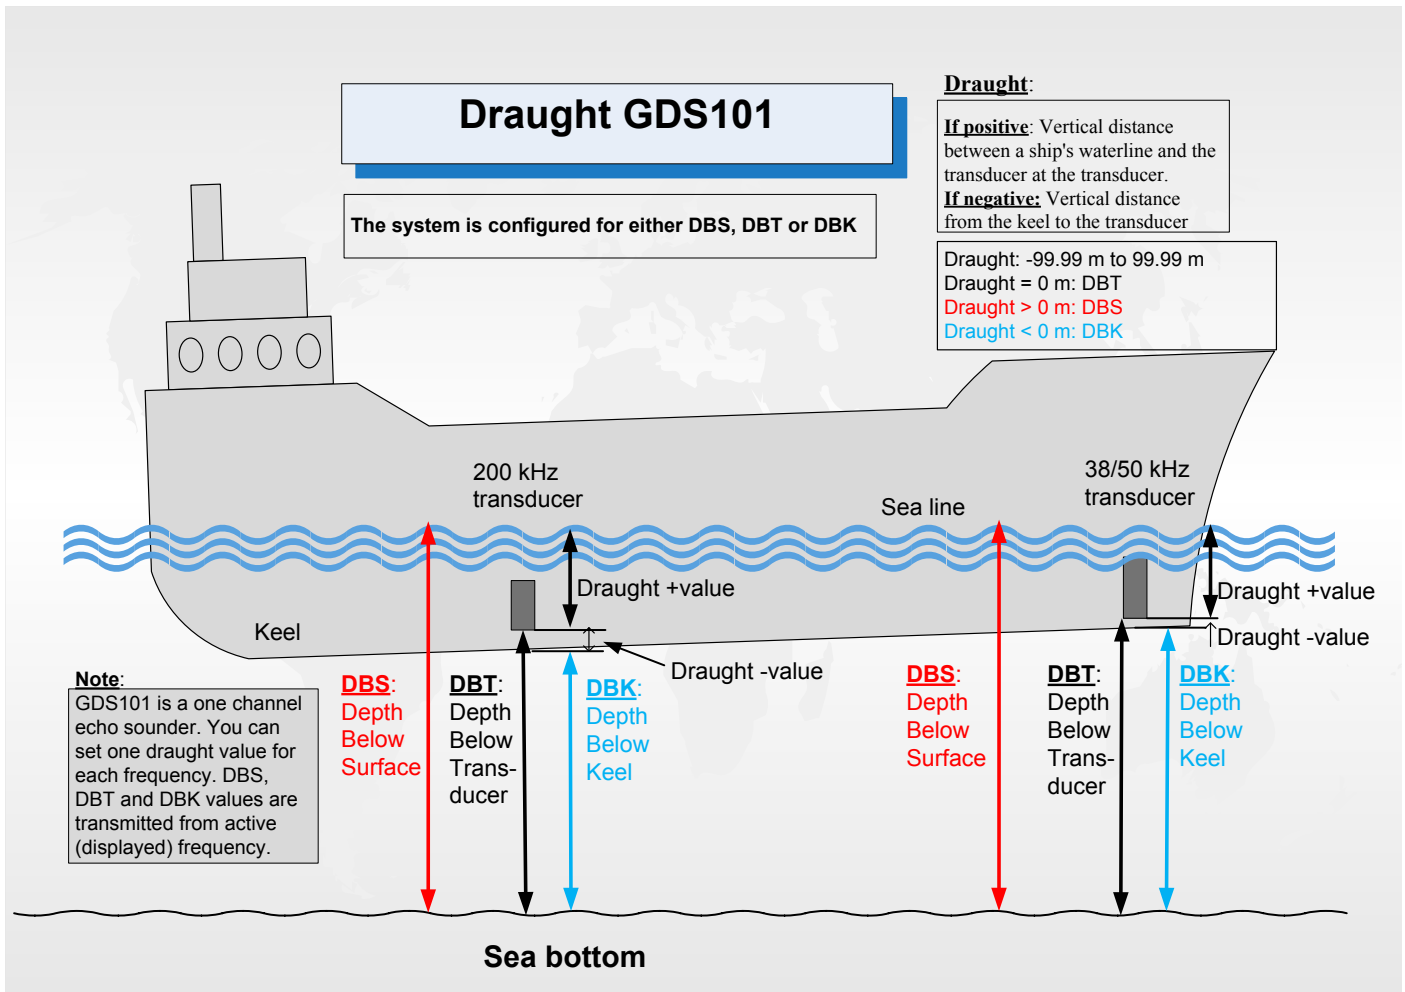 Draught GDS101
The system is configured for either DBS, DBT or DBK
Draught:
If positive: Vertical distance
between a ship's waterline and the
transducer at the transducer.
If negative: Vertical distance
from the keel to the transducer
Draught: -99.99 m to 99.99 m
Draught = 0 m: DBT
Draught > 0 m: DBS
Draught < 0 m: DBK
200 kHz
transducer
Sea line
38/50 kHz
transducer
Draught +value
Draught +value
Keel
Draught -value
Draught -value
Note:
GDS101 is a one channel
echo sounder. You can
set one draught value for
each frequency. DBS,
DBT and DBK values are
transmitted from active
(displayed) frequency.
DBS:
Depth
Below
Surface
DBT:
Depth
Below
Trans-
ducer
DBK:
Depth
Below
Keel
DBS:
Depth
Below
Surface
DBT:
Depth
Below
Trans-
ducer
DBK:
Depth
Below
Keel
Sea bottom